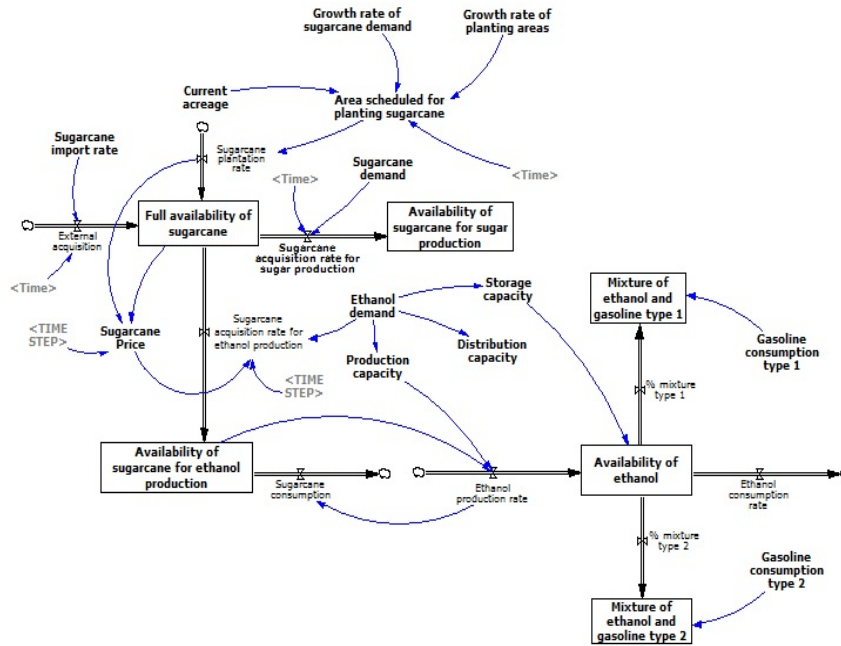 Growth rate of
sugarcane demand
Growth rate of
planting areas
Current
acreage
Area scheduled for
planting sugarcane
Sugarcane
import rate
Sugarcane
plantation
rate
<Time>
Sugarcane
demand
<Time>
Full availability of
sugarcane
Availability of
sugarcane for sugar
production
External
acquisition
Sugarcane
acquisition rate for
sugar production
<Time>
Storage
capacity
Mixture of
ethanol and
gasoline type 1
Ethanol
demand
<TIME
STEP>
Sugarcane
Price
Sugarcane
acquisition rate for
ethanol production
Distribution
capacity
Gasoline
consumption
type 1
Production
capacity
<TIME
STEP>
% mixture
type 1
Availability of
sugarcane for ethanol
production
Availability of
ethanol
Sugarcane
consumption
Ethanol
production rate
Ethanol
consumption
rate
% mixture
type 2
Gasoline
consumption
type 2
Mixture of
ethanol and
gasoline type 2